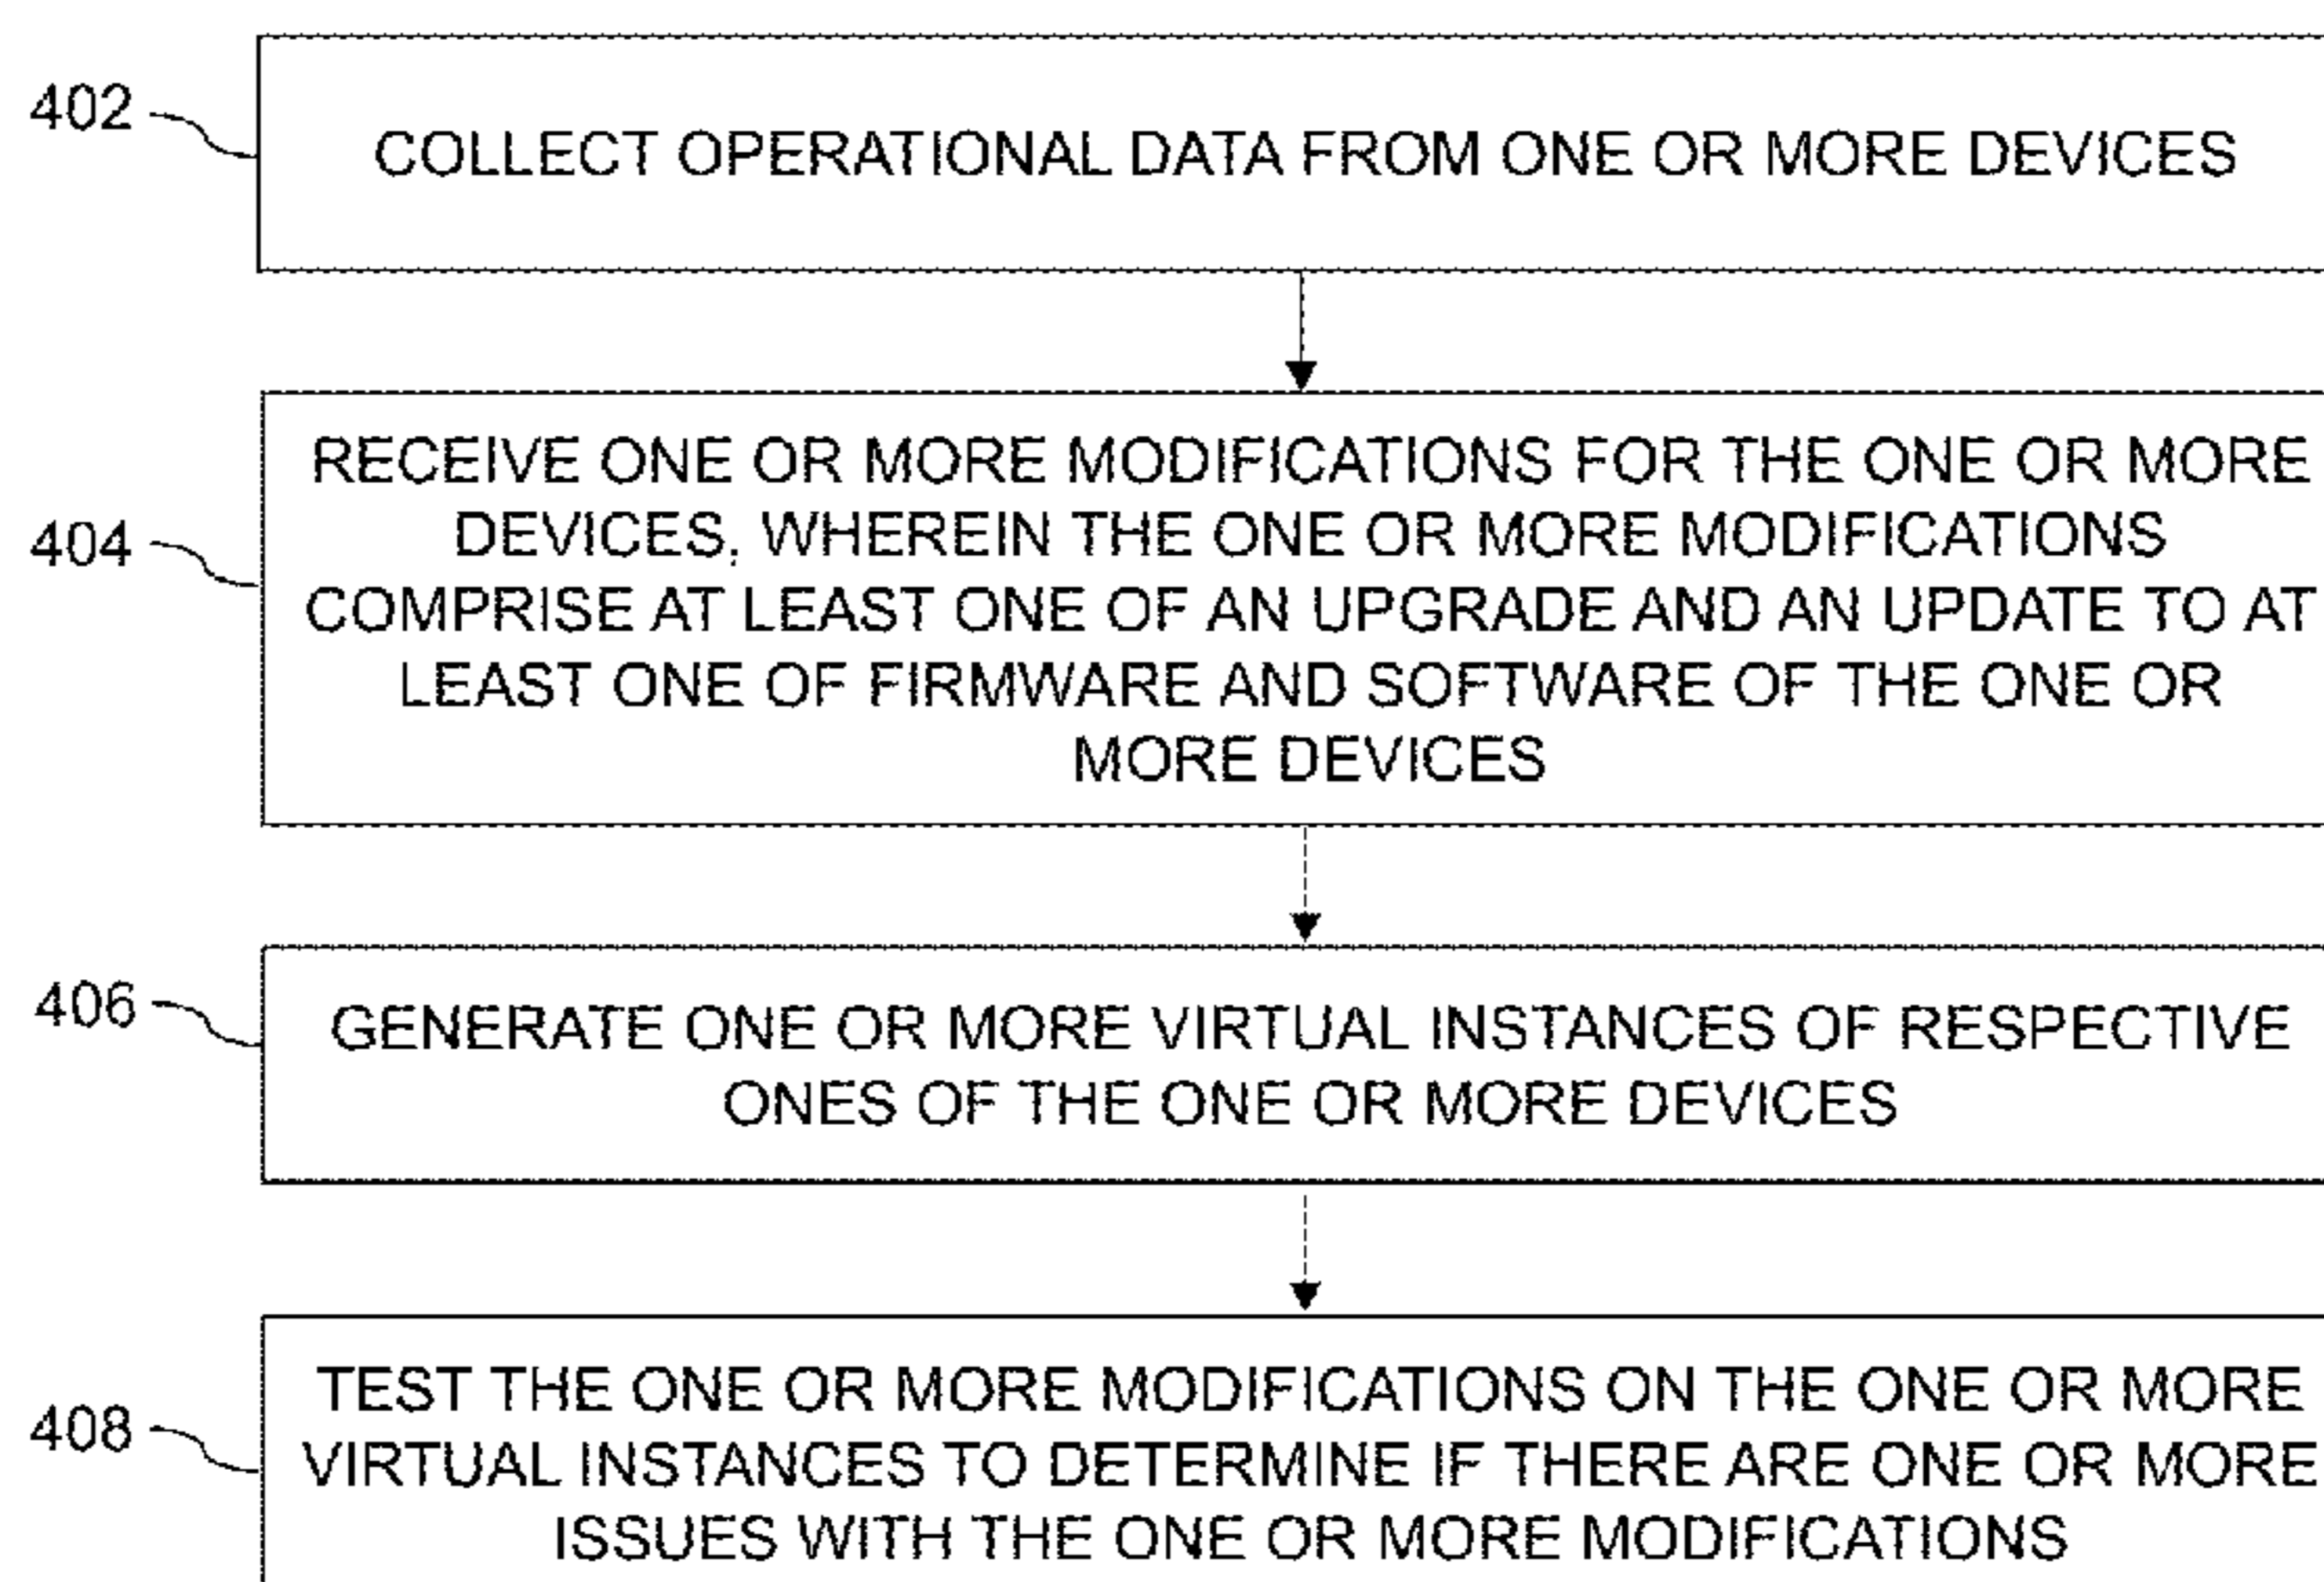 402
COLLECT OPERATIONAL DATA FROM ONE OR MORE DEVICES
RECEIVE ONE OR MORE MODIFICATIONS FOR THE ONE OR MORE
DEVICES, WHEREIN THE ONE OR MORE MODIFICATIONS
404
COMPRISE AT LEAST ONE OF AN UPGRADE AND AN UPDATE TO AT
LEAST ONE OF FIRMWARE AND SOFTWARE OF THE ONE OR
MORE DEVICES
406
GENERATE ONE OR MORE VIRTUAL INSTANCES OF RESPECTIVE
ONES OF THE ONE OR MORE DEVICES
TEST THE ONE OR MORE MODIFICATIONS ON THE ONE OR MORE
408
VIRTUAL INSTANCES TO DETERMINE IF THERE ARE ONE OR MORE
ISSUES WITH THE ONE OR MORE MODIFICATIONS